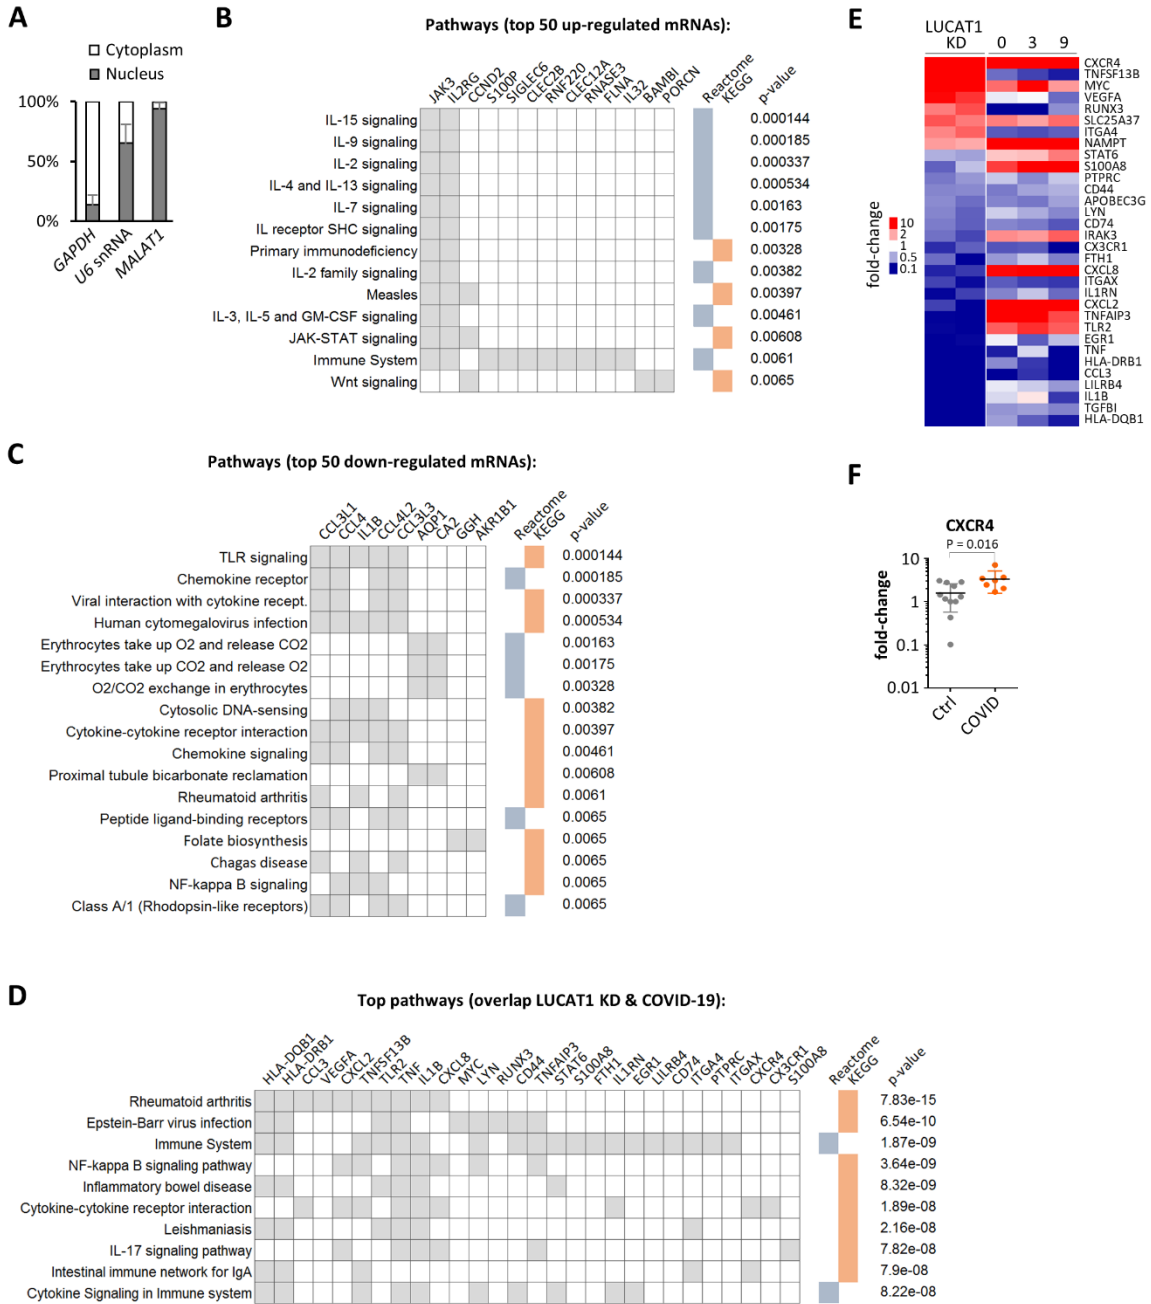 A
Cytoplasm
Nucleus
100%
50%
0%
GAPDH
U6 snRNA
MALAT1
B
Pathways (top 50 up-regulated mRNAs):
JAK3
IL2RG
CCND2
S100P
SIGLEC6
CLEC2B
RNF220
CLEC12A
RNASE3
FLNA
IL32
BAMBI
PORCN
Reactome
KEGG
p-value
IL-15 signaling 0.000144
IL-9 signaling 0.000185
IL-2 signaling 0.000337
IL-4 and IL-13 signaling 0.000534
IL-7 signaling 0.00163
IL receptor SHC signaling 0.00175
Primary immunodeficiency 0.00328
IL-2 family signaling 0.00382
Measles 0.00397
IL-3, IL-5 and GM-CSF signaling 0.00461
JAK-STAT signaling 0.00608
Immune System 0.0061
Wnt signaling 0.0065
E
LUCAT1
KD 0 3 9
CXCR4
TNFSF13B
MYC
VEGFA
RUNX3
SLC25A37
ITGA4
NAMPT
STAT6
S100A8
PTPRC
CD44
APOBEC3G
LYN
CD74
IRAK3
CX3CR1
FTH1
CXCL8
ITGAX
IL1RN
CXCL2
TNFAIP3
TLR2
EGR1
TNF
HLA-DRB1
CCL3
LILRB4
IL1B
TGFBI
HLA-DQB1
fold-change
10
2
1
0.5
0.1
C
Pathways (top 50 down-regulated mRNAs):
CCL3L1
CCL4
IL1B
CCL4L2
CCL3L3
AQP1
CA2
GGH
AKR1B1
Reactome
KEGG
p-value
TLR signaling 0.000144
Chemokine receptor 0.000185
Viral interaction with cytokine recept. 0.000337
Human cytomegalovirus infection 0.000534
Erythrocytes take up O2 and release CO2 0.00163
Erythrocytes take up CO2 and release O2 0.00175
O2/CO2 exchange in erythrocytes 0.00328
Cytosolic DNA-sensing 0.00382
Cytokine-cytokine receptor interaction 0.00397
Chemokine signaling 0.00461
Proximal tubule bicarbonate reclamation 0.00608
Rheumatoid arthritis 0.0061
Peptide ligand-binding receptors 0.0065
Folate biosynthesis 0.0065
Chagas disease 0.0065
NF-kappa B signaling 0.0065
Class A/1 (Rhodopsin-like receptors) 0.0065
F
CXCR4
P = 0.016
fold-change
10
1
0.1
0.01
Ctrl
COVID
D
Top pathways (overlap LUCAT1 KD & COVID-19):
HLA-DQB1
HLA-DRB1
CCL3
VEGFA
CXCL2
TNFSF13B
TLR2
TNF
IL1B
CXCL8
MYC
LYN
RUNX3
CD44
TNFAIP3
STAT6
S100A8
FTH1
IL1RN
EGR1
LILRB4
CD74
ITGA4
PTPRC
ITGAX
CXCR4
CX3CR1
S100A8
Reactome
KEGG
p-value
Rheumatoid arthritis 7.83e-15
Epstein-Barr virus infection 6.54e-10
Immune System 1.87e-09
NF-kappa B signaling pathway 3.64e-09
Inflammatory bowel disease 8.32e-09
Cytokine-cytokine receptor interaction 1.89e-08
Leishmaniasis 2.16e-08
IL-17 signaling pathway 7.82e-08
Intestinal immune network for IgA 7.9e-08
Cytokine Signaling in Immune system 8.22e-08